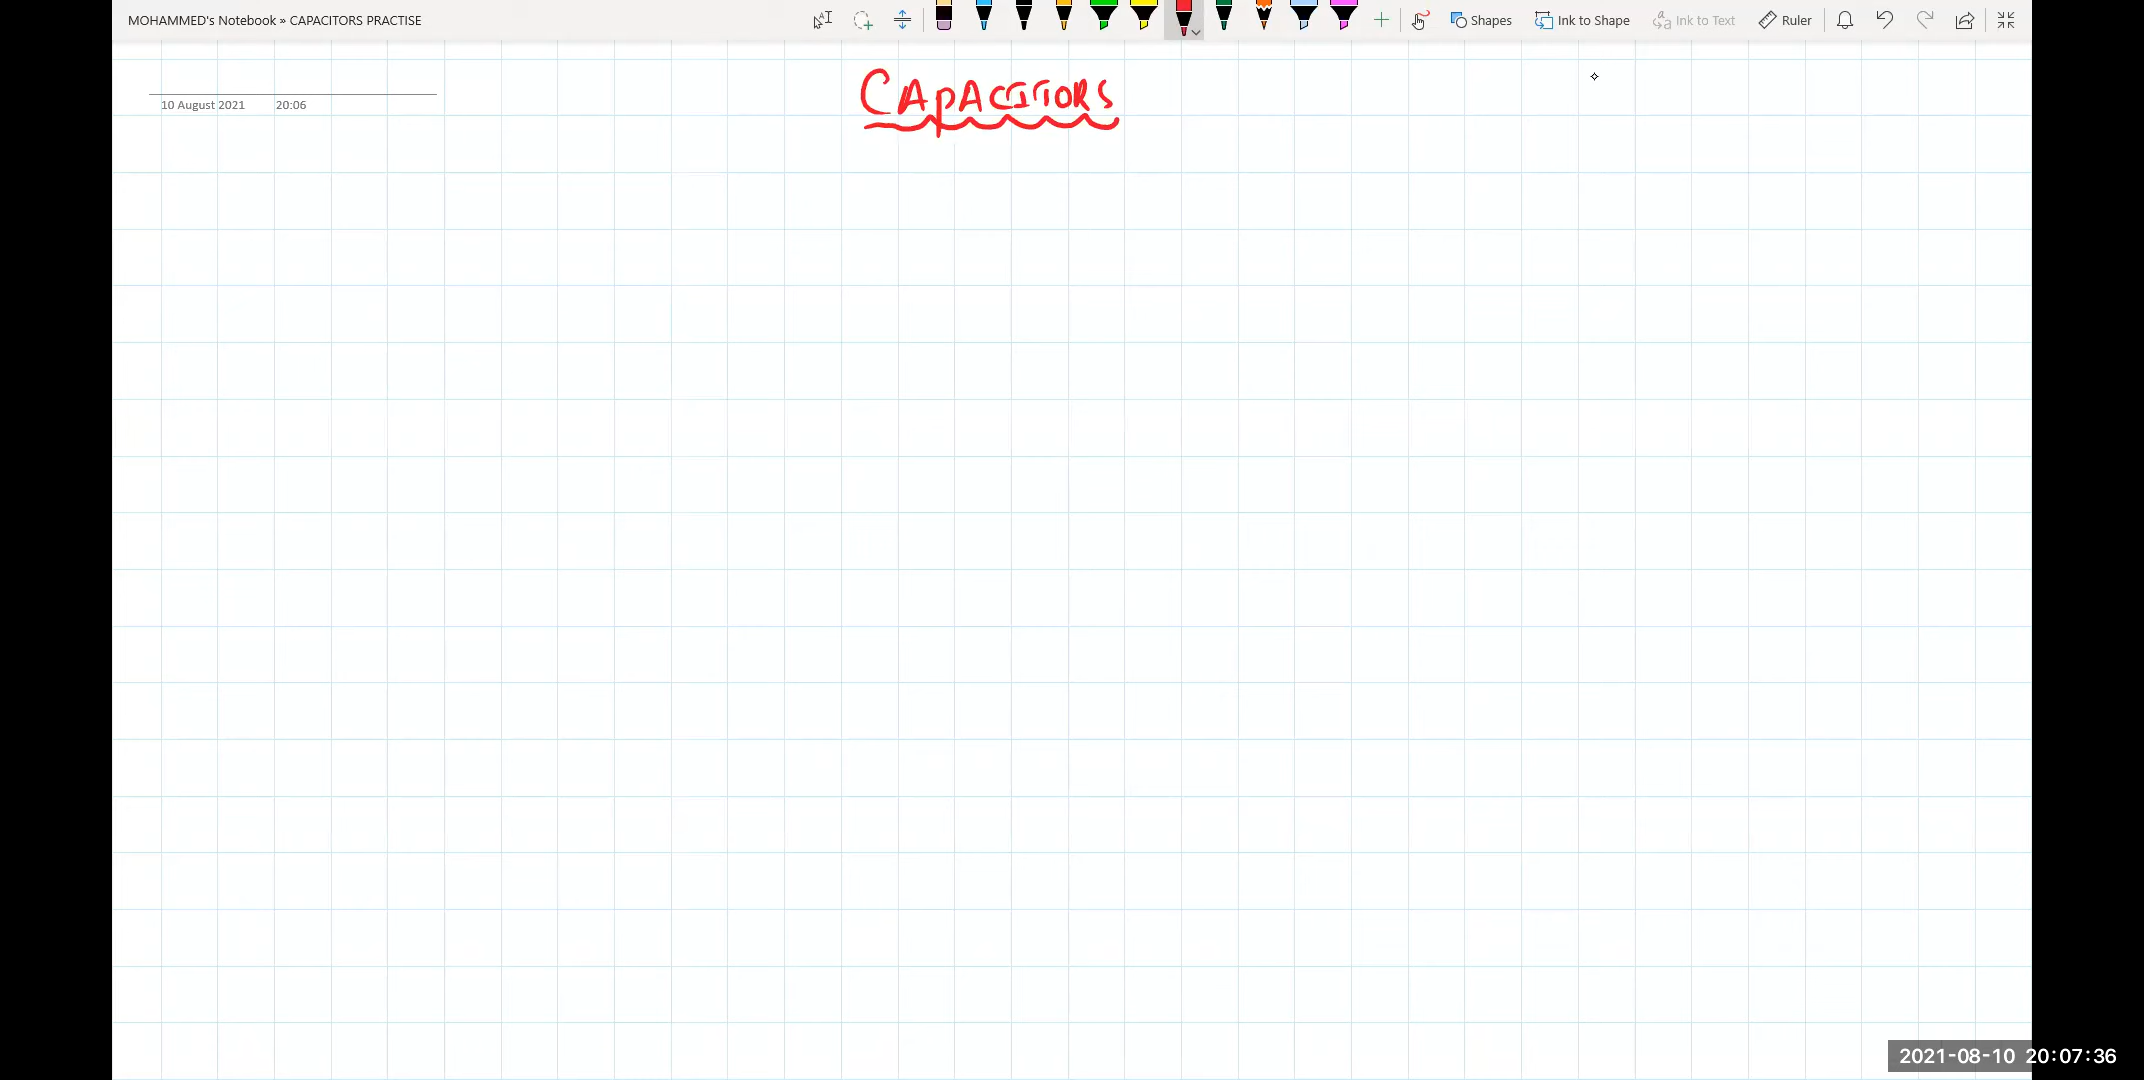 MOHAMMED's Notebook » CAPACITORS PRACTISE
Shapes
Ink to Shape
Ink to Text
Ruler
CAPACITORS
10 August 2021 20:06
2021-08-10 20:07:36